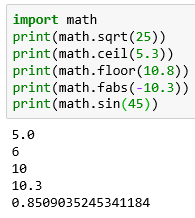 import math
print(math.sqrt(25))
print(math.ceil(5.3))
print(math.floor(10.8))
print(math.fabs(-10.3))
print(math.sin(45))
5.0
6
10
10.3
0.8509035245341184